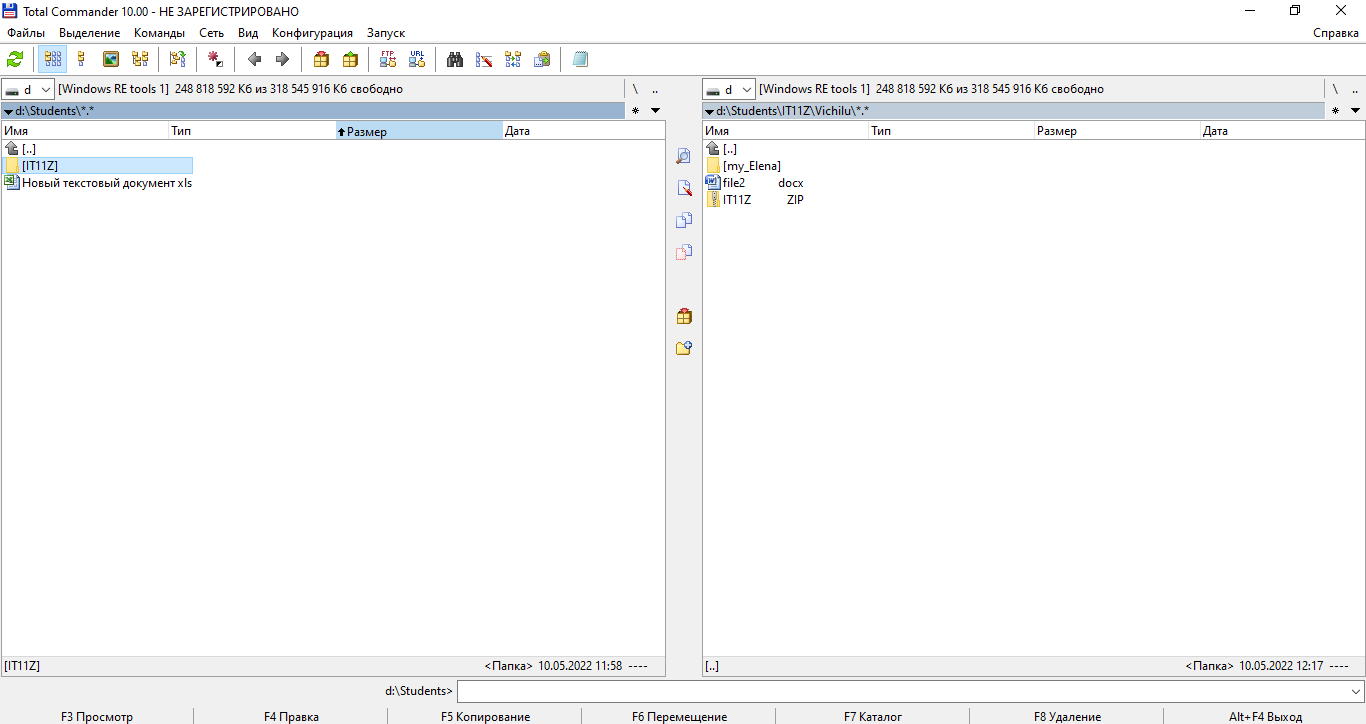 Total Commander 10.00 - НЕ ЗАРЕГИСТРИРОВАНО
Файлы Выделение Команды Сеть Вид Конфигурация Запуск Справка
FTP URL
d [Windows RE tools 1] 248 818 592 Кб из 318 545 916 Кб свободно \ .. d [Windows RE tools 1] 248 818 592 Кб из 318 545 916 Кб свободно \ ..
d:\Students\*.* * d:\Students\IT11Z\Vichilu\*.* *
Имя Тип Размер Дата Имя Тип Размер Дата
[..] [..]
[IT11Z] [my_Elena]
Новый текстовый документ xls file2 docx
IT11Z ZIP
[IT11Z] <Папка> 10.05.2022 11:58 ---- [..] <Папка> 10.05.2022 12:17 ----
d:\Students>
F3 Просмотр F4 Правка F5 Копирование F6 Перемещение F7 Каталог F8 Удаление Alt+F4 Выход